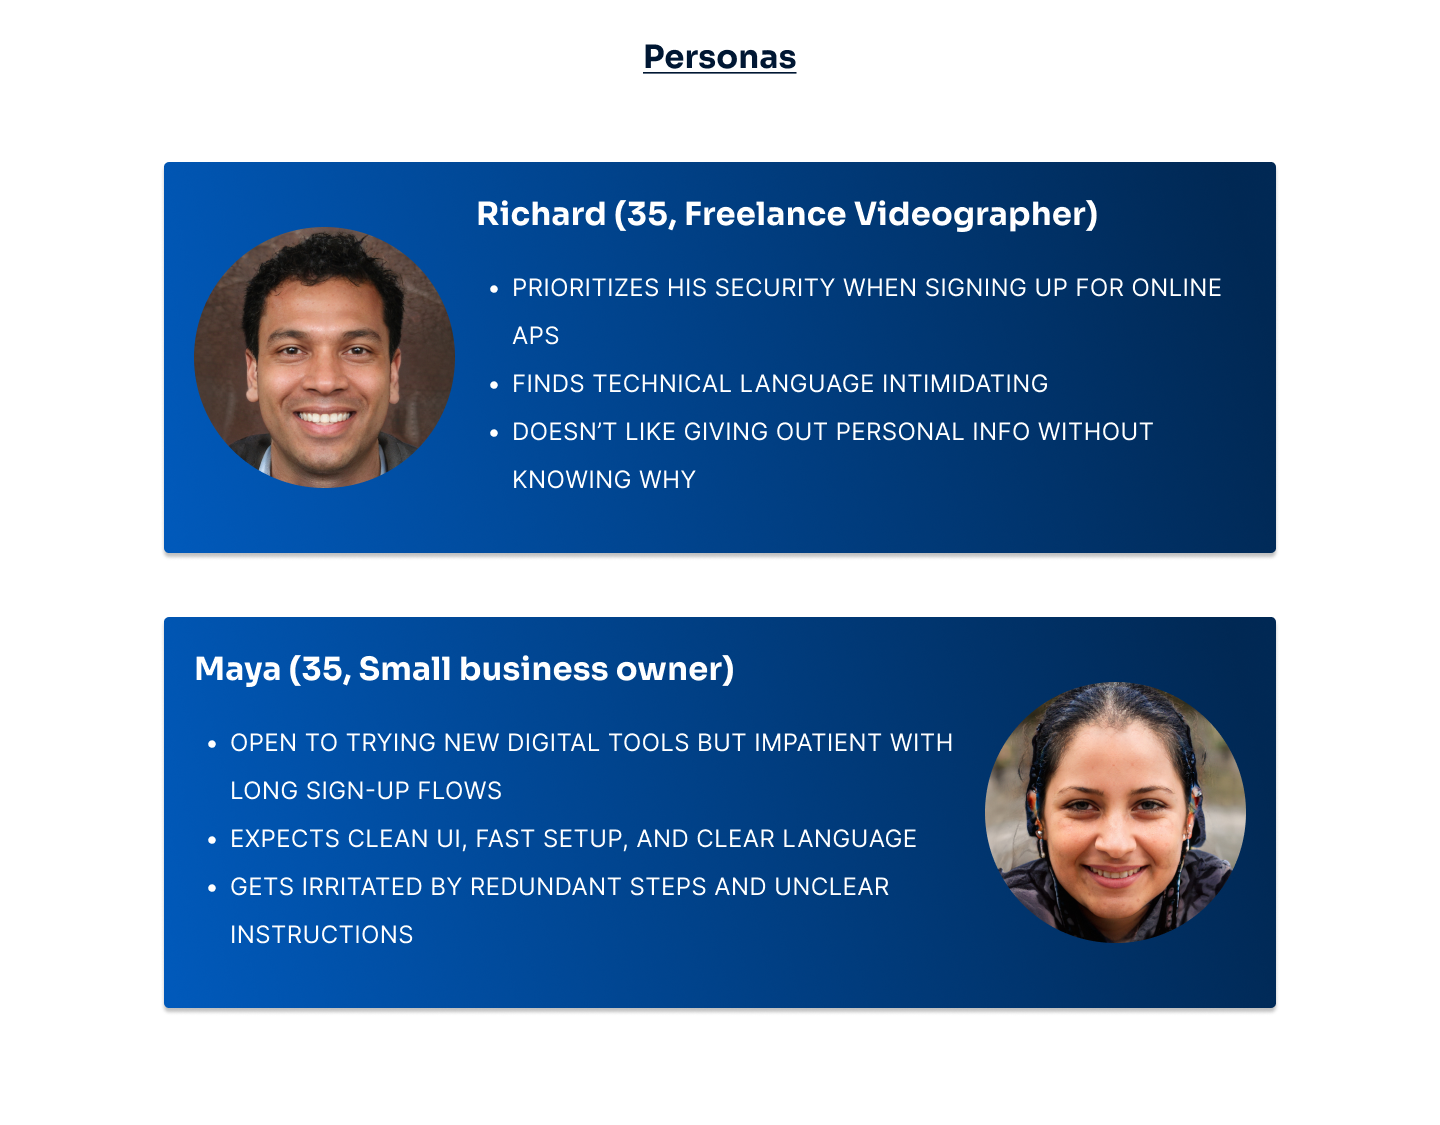 Personas
Richard (35, Freelance Videographer)
• PRIORITIZES HIS SECURITY WHEN SIGNING UP FOR ONLINE
APS
• FINDS TECHNICAL LANGUAGE INTIMIDATING
• DOESN’T LIKE GIVING OUT PERSONAL INFO WITHOUT
KNOWING WHY
Maya (35, Small business owner)
• OPEN TO TRYING NEW DIGITAL TOOLS BUT IMPATIENT WITH
LONG SIGN-UP FLOWS
• EXPECTS CLEAN UI, FAST SETUP, AND CLEAR LANGUAGE
• GETS IRRITATED BY REDUNDANT STEPS AND UNCLEAR
INSTRUCTIONS